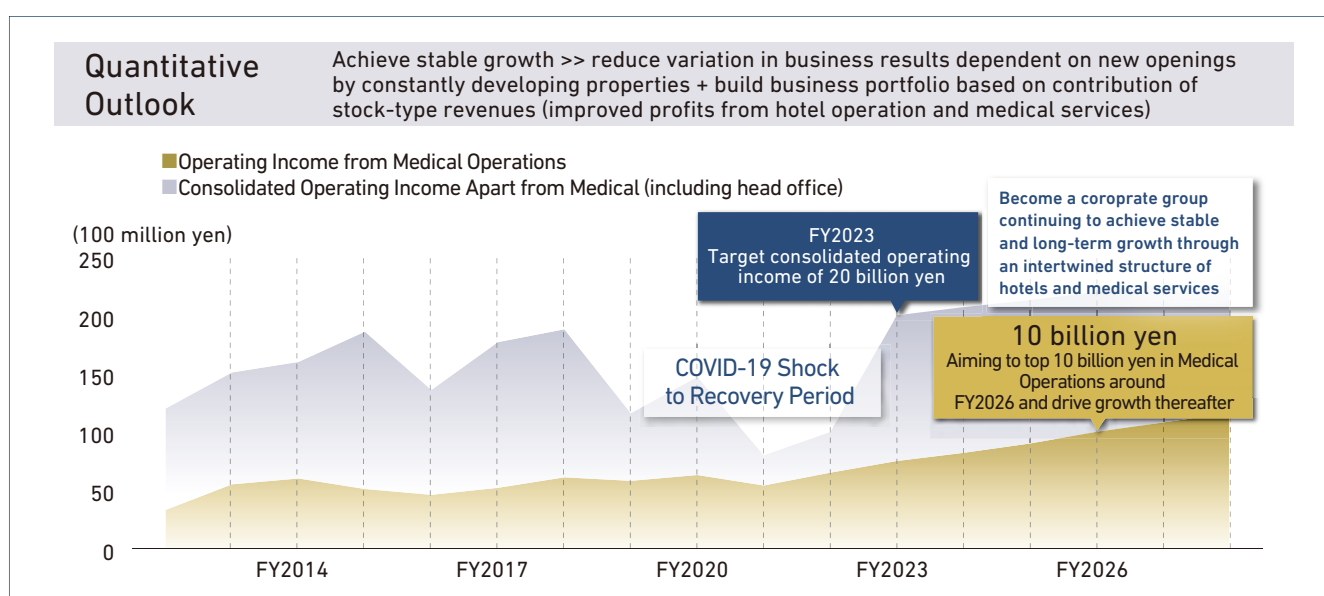 Quantitative
Outlook
Achieve stable growth >> reduce variation in business results dependent on new openings
by constantly developing properties + build business portfolio based on contribution of
stock-type revenues (improved profits from hotel operation and medical services)
Operating Income from Medical Operations
Consolidated Operating Income Apart from Medical (including head office)
(100 million yen)
250
200
150
100
50
0
FY2023
Target consolidated operating
income of 20 billion yen
Become a coroprate group
continuing to achieve stable
and long-term growth through
an intertwined structure of
hotels and medical services
COVID-19 Shock
to Recovery Period
10 billion yen
Aiming to top 10 billion yen in Medical
Operations around
FY2026 and drive growth thereafter
FY2014
FY2017
FY2020
FY2023
FY2026